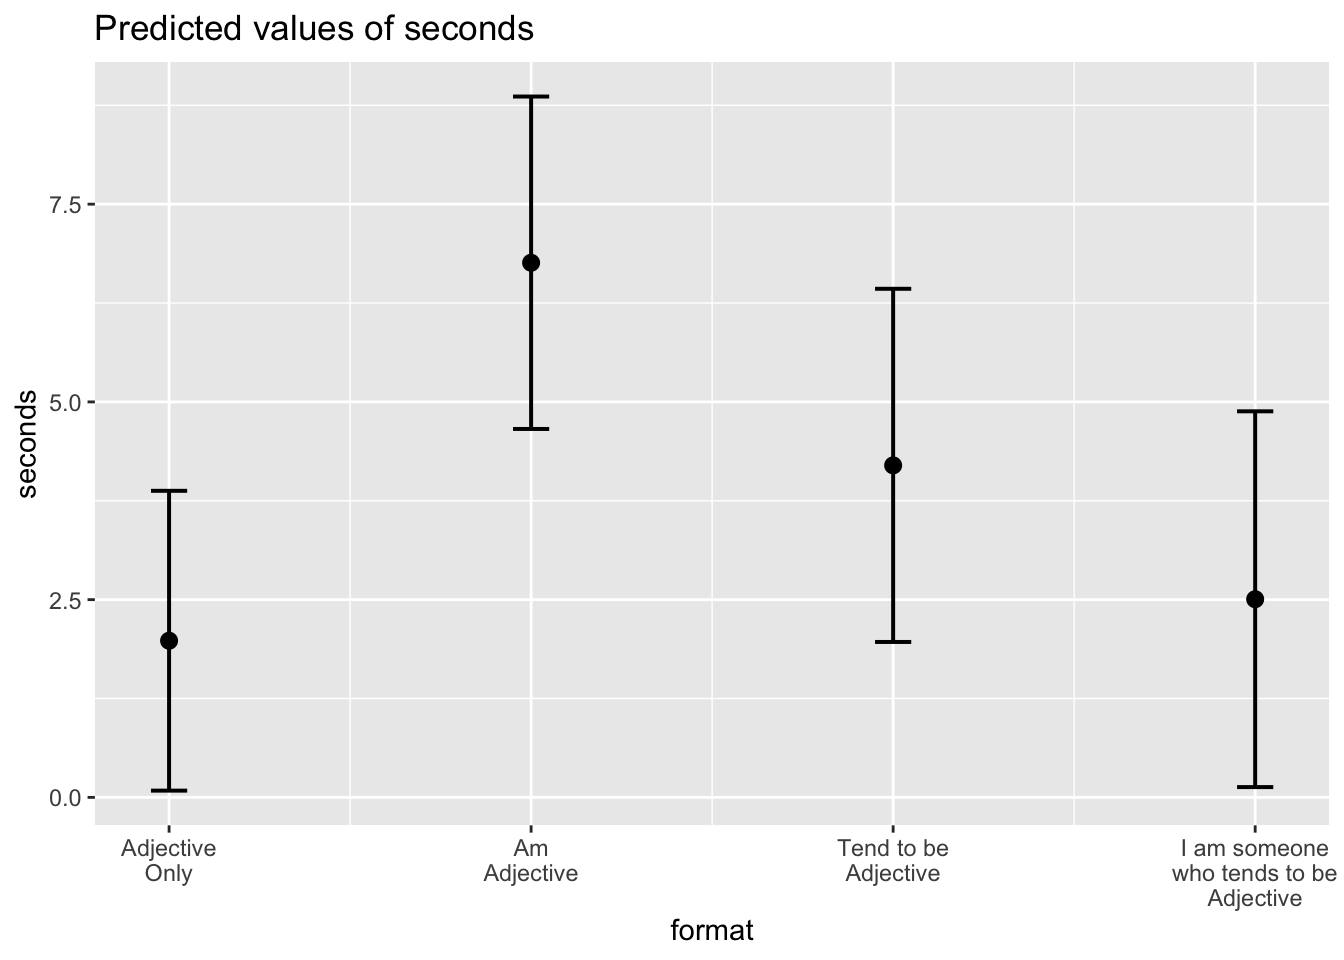 Predicted values of seconds
seconds
7.5
5.0
2.5
0.0
Adjective
Only
Am
Adjective
Tend to be
Adjective
I am someone
who tends to be
Adjective
format